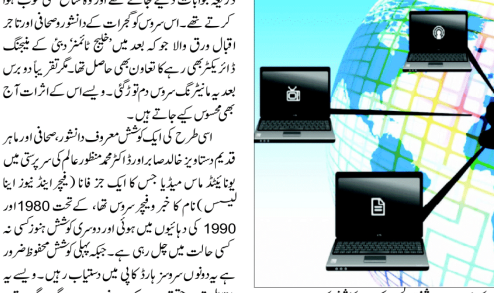 کرتے تھے۔ اس سروس کو گجرات کے دانشور و صحافی اور تاجر
اقبال ورق والا جو کہ بعد میں 'خلیج ٹائمز' دبئی کے میٹنگ
ڈائریکٹر بھی رہے کا تعاون بھی حاصل تھا۔ مگر تقریباً دو برس
بعد یہ مانیٹرنگ سروس دم توڑ گئی۔ ویسے اس کے اثرات آج
بھی محسوس کیے جاتے ہیں۔
اسی طرح کی ایک کوشش معروف دانشور، صحافی اور ماہر
قدیم دستاویز خالد صابر اور ڈاکٹر محمد منظور عالم کی سرپرستی میں
یونائیٹڈ ماس میڈیا جس کا ایک جز فانا (فیچر اینڈ نیوز اینا
لیسس) نام کا خبر و فیچر سروس تھا، کے تحت 1980 اور
1990 کی دہائیوں میں ہوئی اور دوسری کوشش ہنوز کسی نہ
کسی حالت میں چل رہی ہے۔ جبکہ پہلی کوشش محفوظ ضرور
ہے یہ دونوں سروسز ہارڈ کاپی میں دستیاب رہیں۔ ویسے یہ